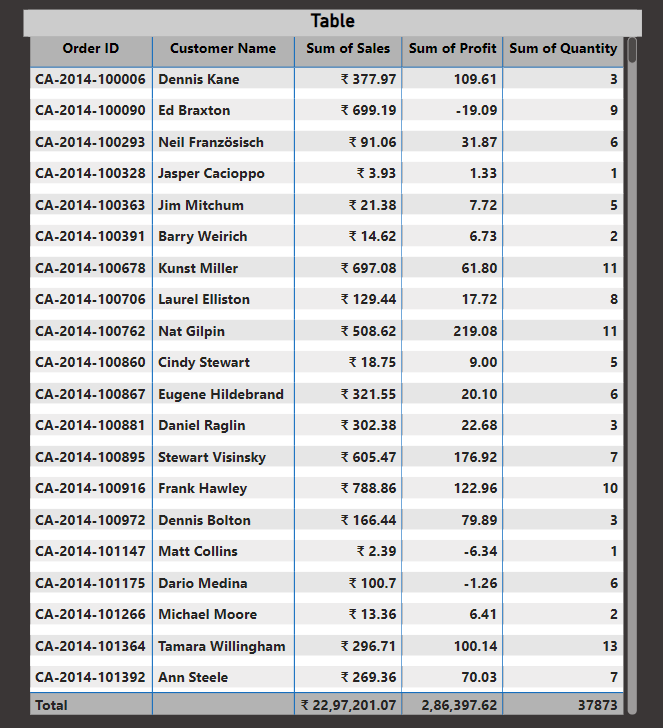 Table
Order ID Customer Name Sum of Sales Sum of Profit Sum of Quantity
CA-2014-100006 Dennis Kane ₹ 377.97 109.61 3
CA-2014-100090 Ed Braxton ₹ 699.19 -19.09 9
CA-2014-100293 Neil Französisch ₹ 91.06 31.87 6
CA-2014-100328 Jasper Cacioppo ₹ 3.93 1.33 1
CA-2014-100363 Jim Mitchum ₹ 21.38 7.72 5
CA-2014-100391 Barry Weirich ₹ 14.62 6.73 2
CA-2014-100678 Kunst Miller ₹ 697.08 61.80 11
CA-2014-100706 Laurel Elliston ₹ 129.44 17.72 8
CA-2014-100762 Nat Gilpin ₹ 508.62 219.08 11
CA-2014-100860 Cindy Stewart ₹ 18.75 9.00 5
CA-2014-100867 Eugene Hildebrand ₹ 321.55 20.10 6
CA-2014-100881 Daniel Raglin ₹ 302.38 22.68 3
CA-2014-100895 Stewart Visinsky ₹ 605.47 176.92 7
CA-2014-100916 Frank Hawley ₹ 788.86 122.96 10
CA-2014-100972 Dennis Bolton ₹ 166.44 79.89 3
CA-2014-101147 Matt Collins ₹ 2.39 -6.34 1
CA-2014-101175 Dario Medina ₹ 100.7 -1.26 6
CA-2014-101266 Michael Moore ₹ 13.36 6.41 2
CA-2014-101364 Tamara Willingham ₹ 296.71 100.14 13
CA-2014-101392 Ann Steele ₹ 269.36 70.03 7
Total ₹ 22,97,201.07 2,86,397.62 37873